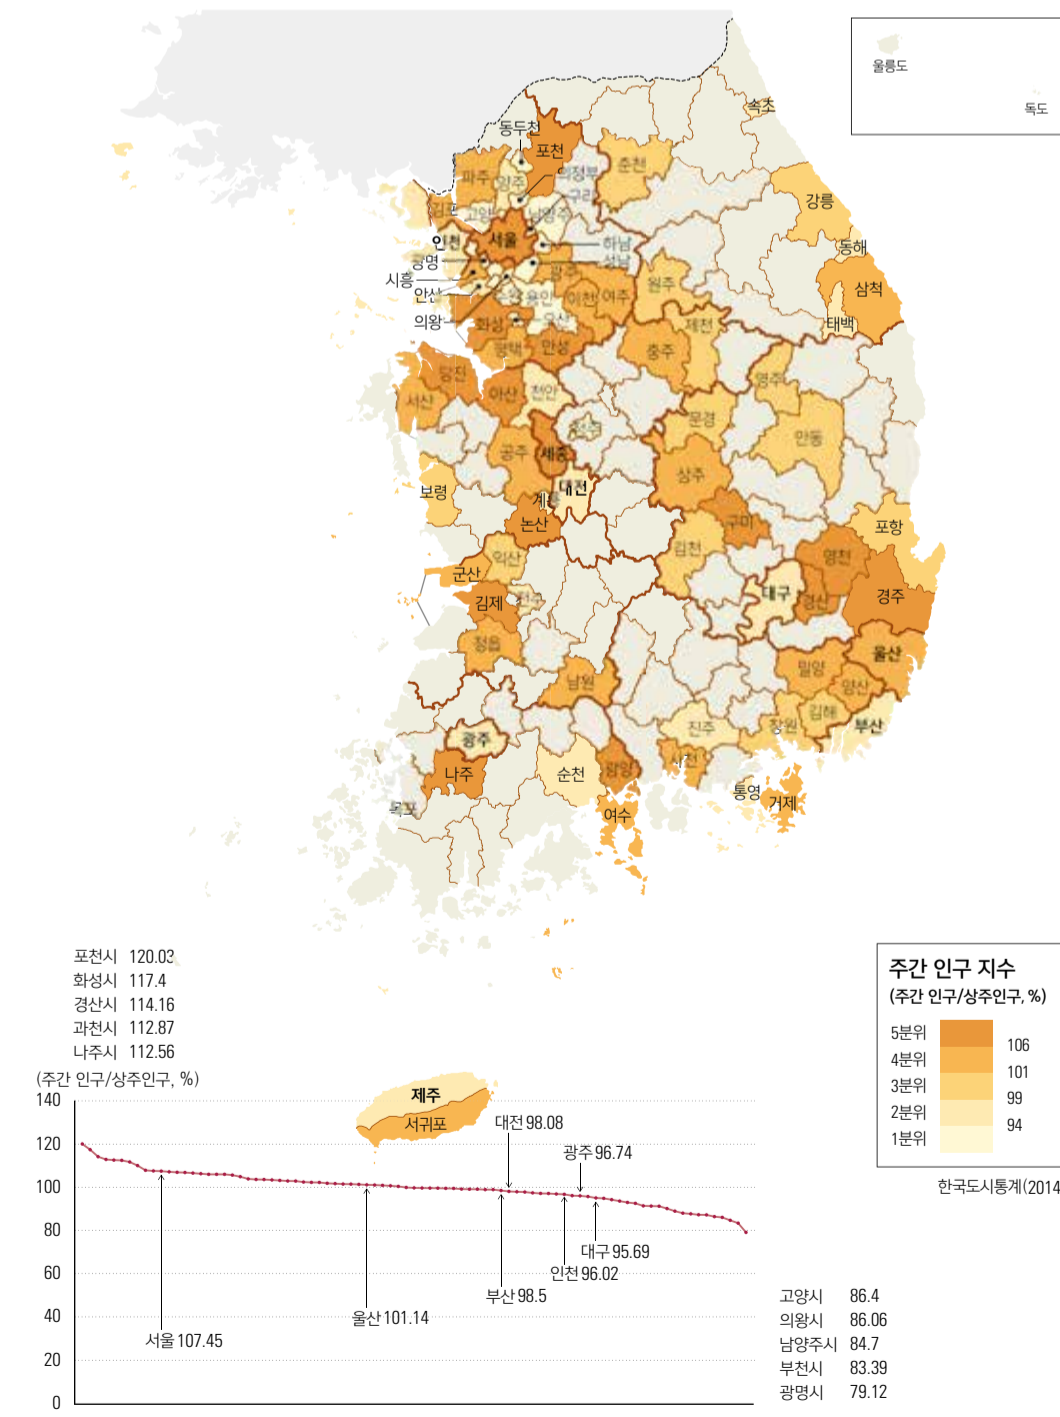 울릉도
독도
속초
동두천
포천
춘천
의정부
파주
양주
구리
강릉
김포
고양
남양주
인천
서울
하남
동해
광명
성남
시흥
광주
원주
삼척
안산
수원
용인
이천
여주
의왕
화성
오산
제천
태백
평택
안성
충주
당진
영주
서산
아산
천안
문경
청주
안동
공주
세종
상주
보령
계룡
대전
논산
구미
포항
익산
김천
영천
군산
대구
경산
경주
김제
전주
정읍
울산
밀양
남원
양산
김해
진주
창원
부산
광주
사천
나주
순천
광양
통영
거제
목포
여수
포천시 120.03
화성시 117.4
경산시 114.16
과천시 112.87
나주시 112.56
주간 인구 지수
(주간 인구/상주인구, %)
5분위
106
4분위
101
3분위
99
2분위
94
1분위
한국도시통계(2014
(주간 인구/상주인구, %)
제주
서귀포
140
120
100
80
60
40
20
0
대전 98.08
광주 96.74
대구 95.69
인천 96.02
부산 98.5
울산 101.14
서울 107.45
고양시 86.4
의왕시 86.06
남양주시 84.7
부천시 83.39
광명시 79.12